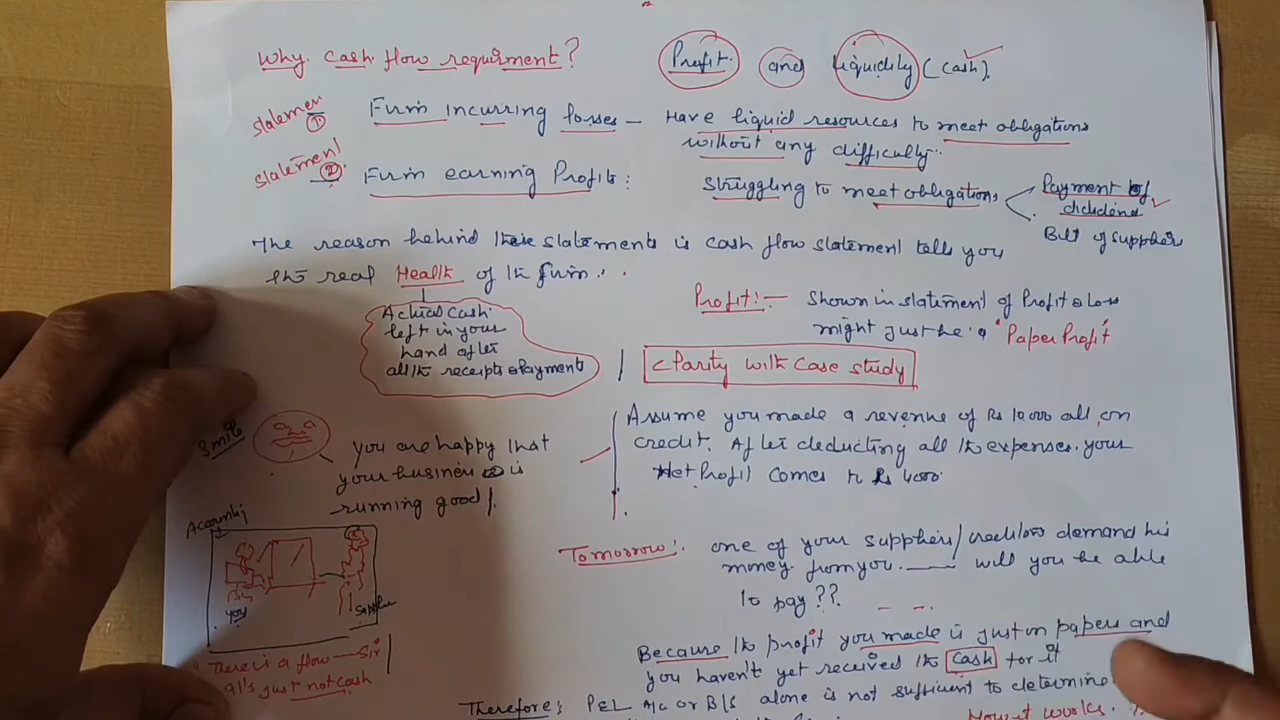 Why cash flow requirment?
Profit and liquidity (cash)
Statement ①
Firm incurring losses – Have liquid resources to meet obligations
without any difficulty.
Statement ②
Firm earning Profits: Struggling to meet obligations
Payment of
dividend
Bill of supplier
The reason behind these statements is cash flow statement tells you
the real Health of the firm.
Actual cash
left in your
hand after
all the receipts & Payments
Profit:- Shown in statement of Profit & Loss
might just be a "Paper Profit
Clarity with case study
Smile
you are happy that
your business is
running good!
Assume you made a revenue of Rs 10,000 all on
credit. After deducting all the expenses your
Net Profit comes to Rs 4000
you
Supplier
"There is a flow — Sir
It's just not cash
Tomorrow:
one of your suppliers/creditors demand his
money from you. —— will you be able
to pay??
Because the profit you made is just on papers and
you haven't yet received the Cash for it
Therefore; P&L A/c or B/S alone is not sufficient to determine
How it works.